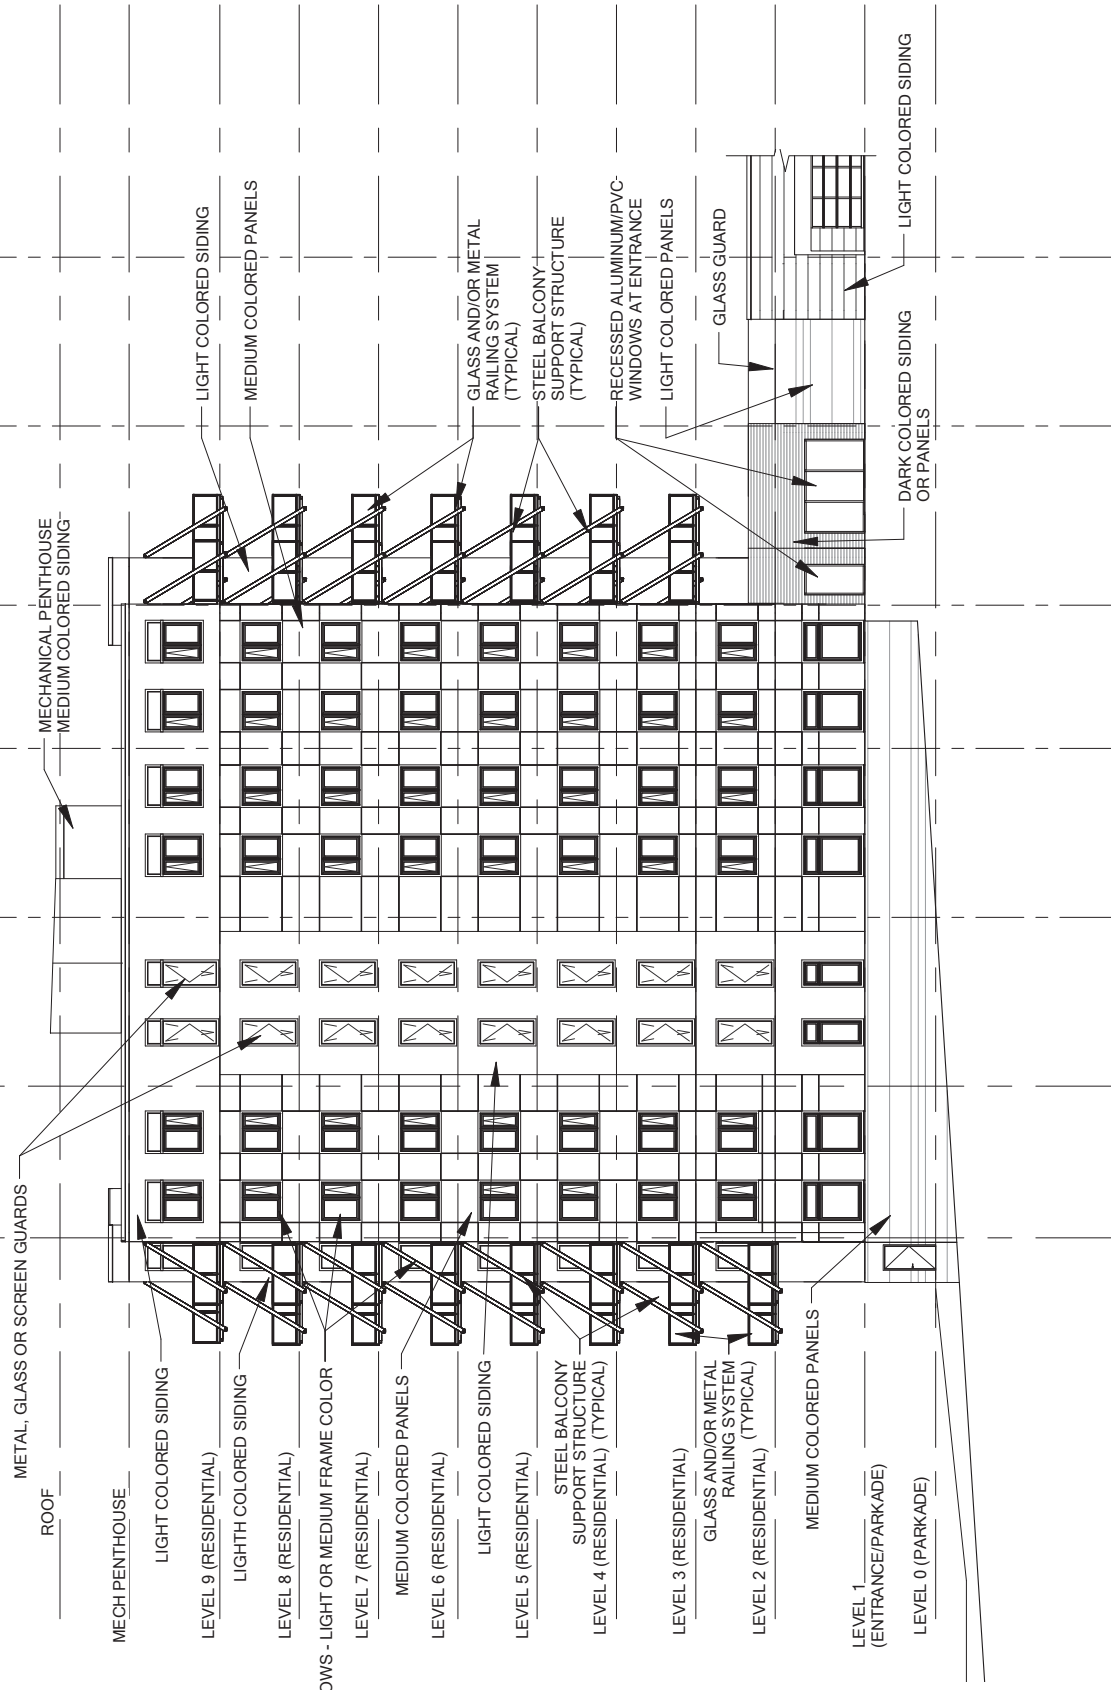 METAL, GLASS OR SCREEN GUARDS
MECHANICAL PENTHOUSE
MEDIUM COLORED SIDING
LIGHT COLORED SIDING
MEDIUM COLORED PANELS
GLASS AND/OR METAL
RAILING SYSTEM
(TYPICAL)
STEEL BALCONY
SUPPORT STRUCTURE
(TYPICAL)
RECESSED ALUMINUM/PVC
WINDOWS AT ENTRANCE
LIGHT COLORED PANELS
GLASS GUARD
DARK COLORED SIDING
OR PANELS
LIGHT COLORED SIDING
ROOF
MECH PENTHOUSE
LIGHT COLORED SIDING
LEVEL 9 (RESIDENTIAL)
LIGTH COLORED SIDING
LEVEL 8 (RESIDENTIAL)
OWS - LIGHT OR MEDIUM FRAME COLOR
LEVEL 7 (RESIDENTIAL)
MEDIUM COLORED PANELS
LEVEL 6 (RESIDENTIAL)
LIGHT COLORED SIDING
LEVEL 5 (RESIDENTIAL)
STEEL BALCONY
SUPPORT STRUCTURE
(TYPICAL)
LEVEL 4 (RESIDENTIAL)
LEVEL 3 (RESIDENTIAL)
GLASS AND/OR METAL
RAILING SYSTEM
(TYPICAL)
LEVEL 2 (RESIDENTIAL)
MEDIUM COLORED PANELS
LEVEL 1
(ENTRANCE/PARKADE)
LEVEL 0 (PARKADE)